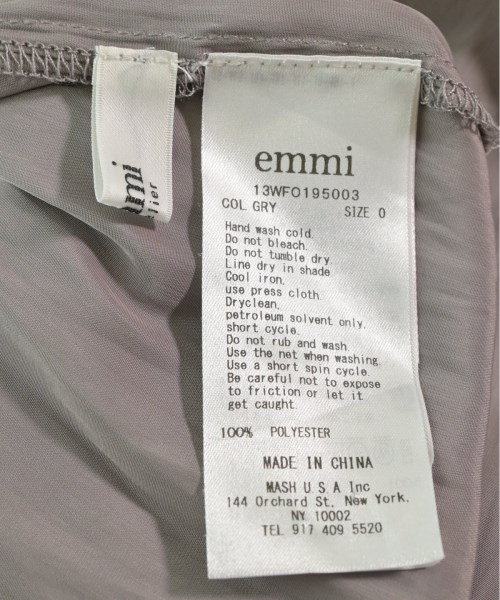 emmi
13WFO195003
COL GRY SIZE 0
Hand wash cold.
Do not bleach.
Do not tumble dry.
Line dry in shade
Cool iron,
use press cloth.
Dryclean,
petroleum solvent only.
short cycle.
Do not rub and wash.
Use the net when washing.
Use a short spin cycle.
Be careful not to expose
to friction or let it
get caught.
100% POLYESTER
MADE IN CHINA
MASH U.S.A Inc
144 Orchard St, New York,
NY 10002
TEL 917 409 5520